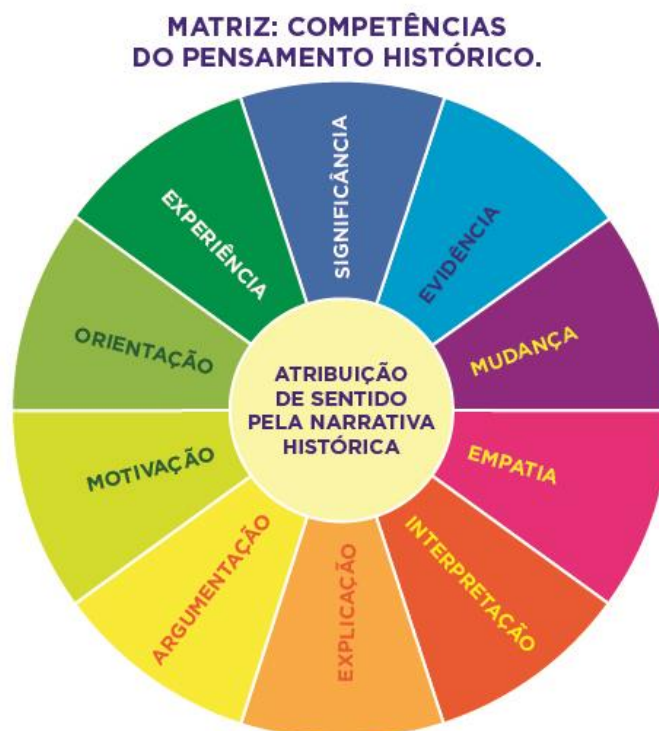 MATRIZ: COMPETÊNCIAS
DO PENSAMENTO HISTÓRICO.
SIGNIFICÂNCIA
EVIDÊNCIA
MUDANÇA
EMPATIA
INTERPRETAÇÃO
EXPLICAÇÃO
ARGUMENTAÇÃO
MOTIVAÇÃO
ORIENTAÇÃO
EXPERIÊNCIA
ATRIBUIÇÃO
DE SENTIDO
PELA NARRATIVA
HISTÓRICA